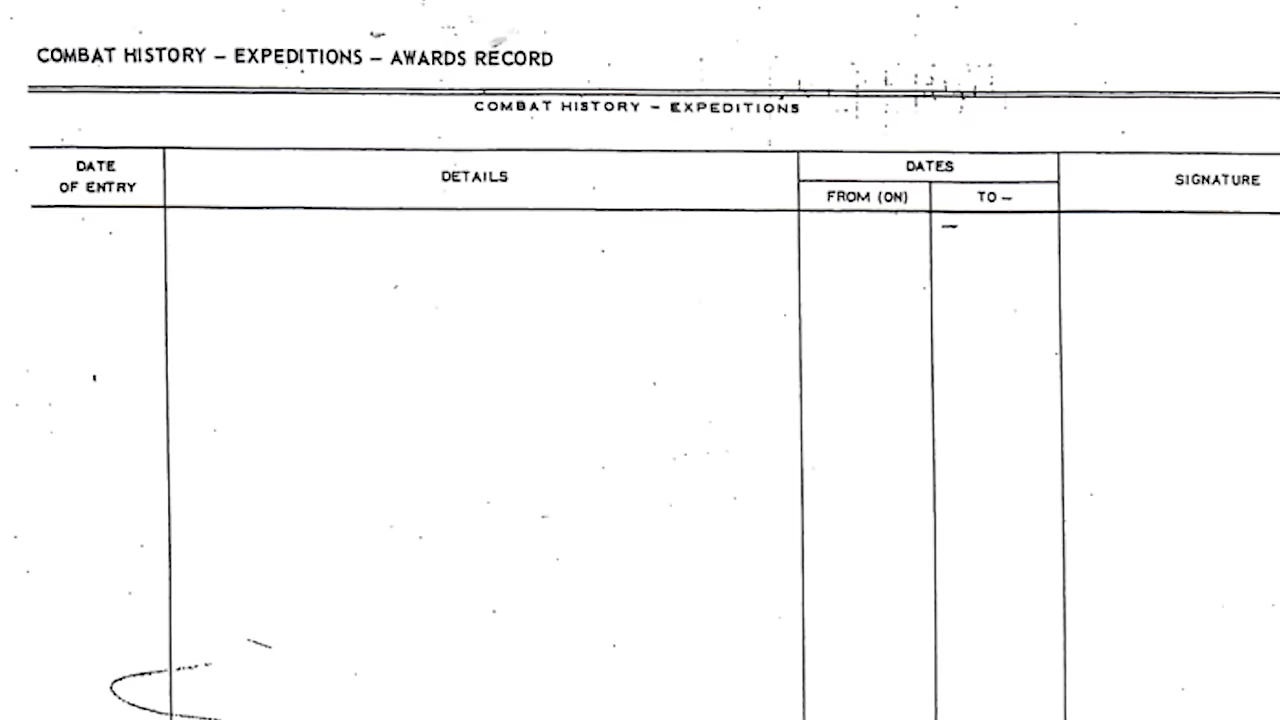 COMBAT HISTORY – EXPEDITIONS – AWARDS RECORD
COMBAT HISTORY – EXPEDITIONS
DATE
OF ENTRY
DETAILS
DATES
FROM (ON)
TO –
SIGNATURE